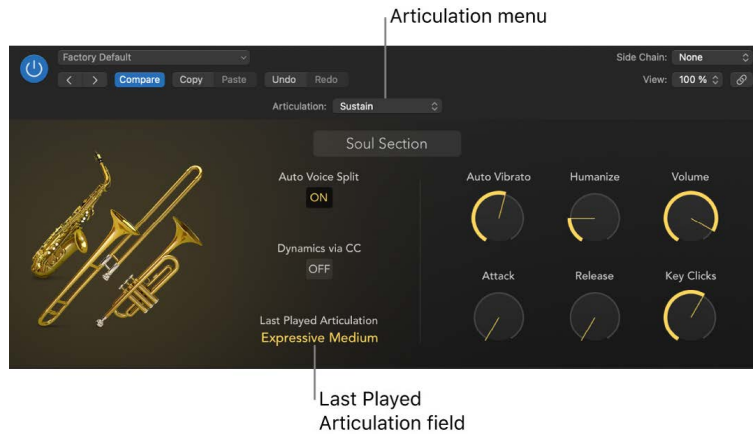 Articulation menu
Factory Default
Side Chain: None
Compare Copy Paste Undo Redo
View: 100 %
Articulation: Sustain
Soul Section
Auto Voice Split
ON
Auto Vibrato Humanize Volume
Dynamics via CC
OFF
Attack Release Key Clicks
Last Played Articulation
Expressive Medium
Last Played
Articulation field